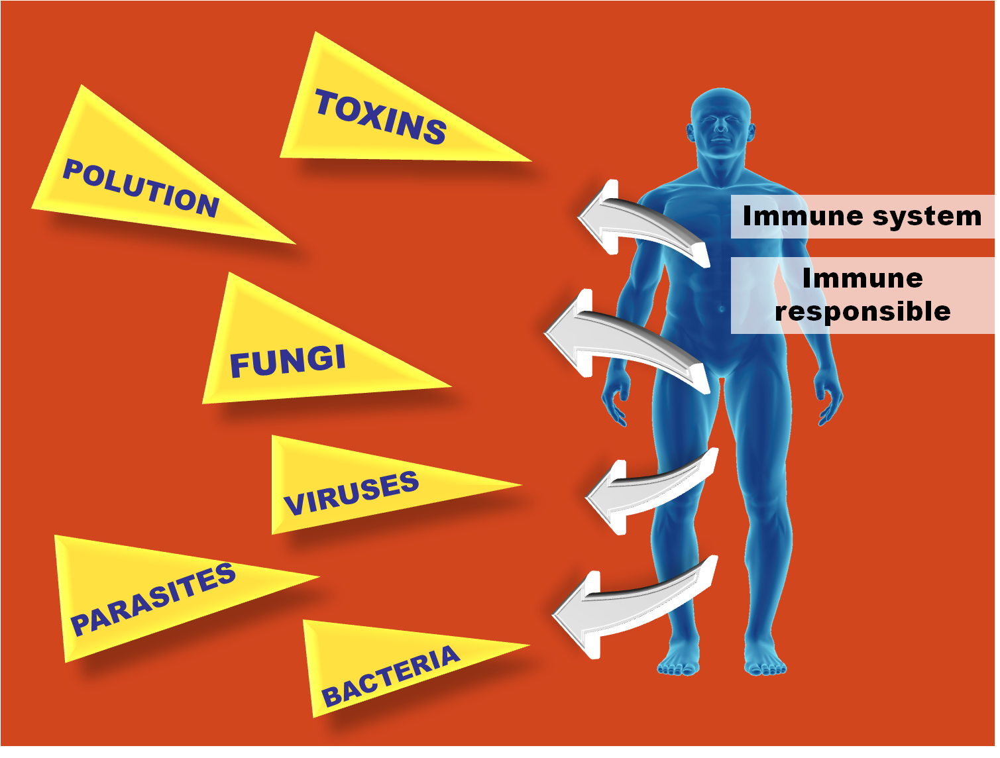 TOXINS
POLUTION
FUNGI
VIRUSES
PARASITES
BACTERIA
Immune system
Immune
responsible